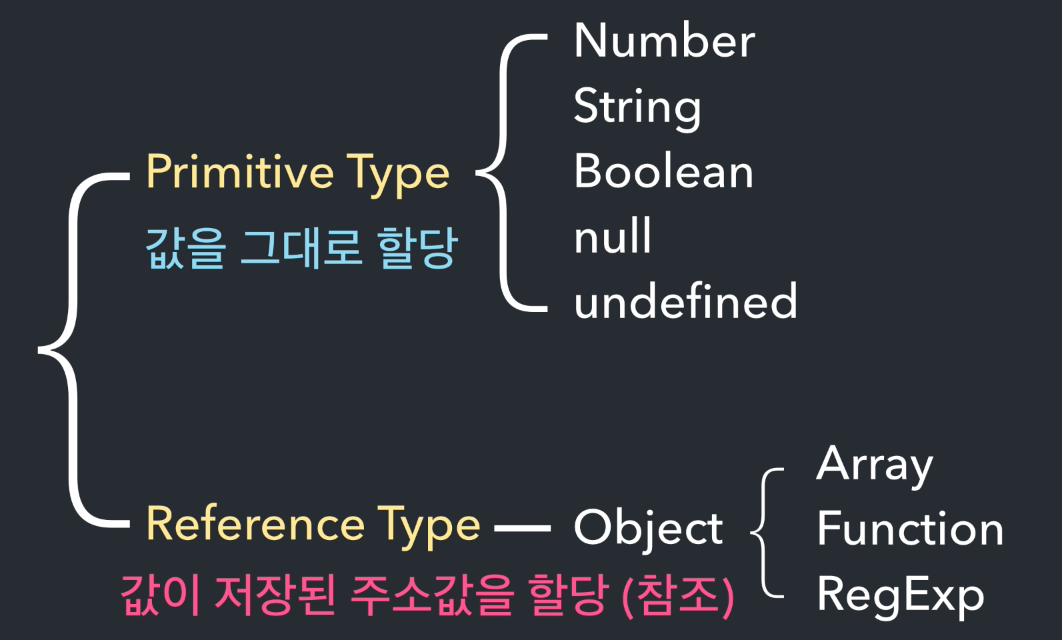 Number
String
Primitive Type
Boolean
값을 그대로 할당
null
undefined
Array
Reference Type
Object
Function
값이 저장된 주소값을 할당 (참조)
RegExp